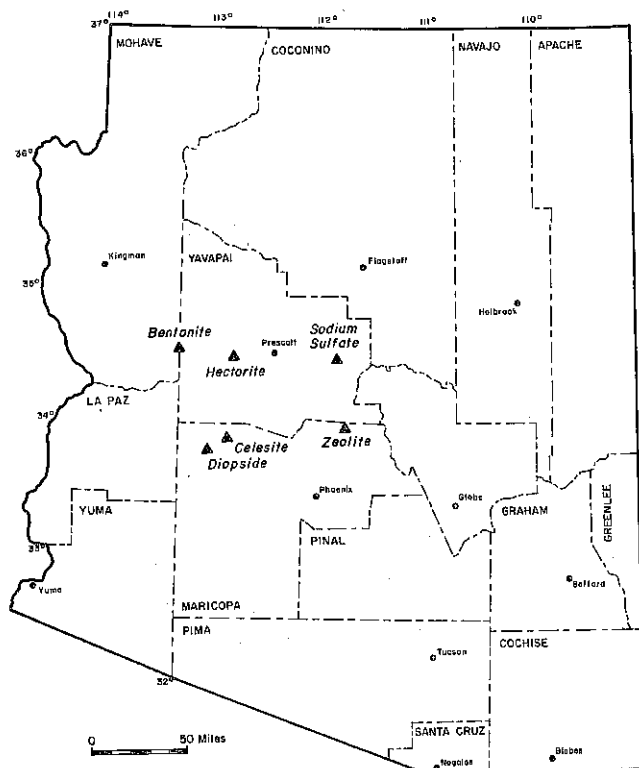 114°
113°
112°
111°
110°
37°
MOHAVE
COCONINO
NAVAJO
APACHE
36°
Kingman
YAVAPAI
Flagstaff
35°
Holbrook
Bentonite
Prescott
Sodium
Sulfate
Hectorite
LA PAZ
34°
Celesite
Zeolite
Diopside
Phoenix
Globe
YUMA
GRAHAM
GREENLEE
PINAL
33°
Yuma
Safford
MARICOPA
PIMA
COCHISE
Tucson
32°
SANTA CRUZ
0 50 Miles
Nogales
Bisbee